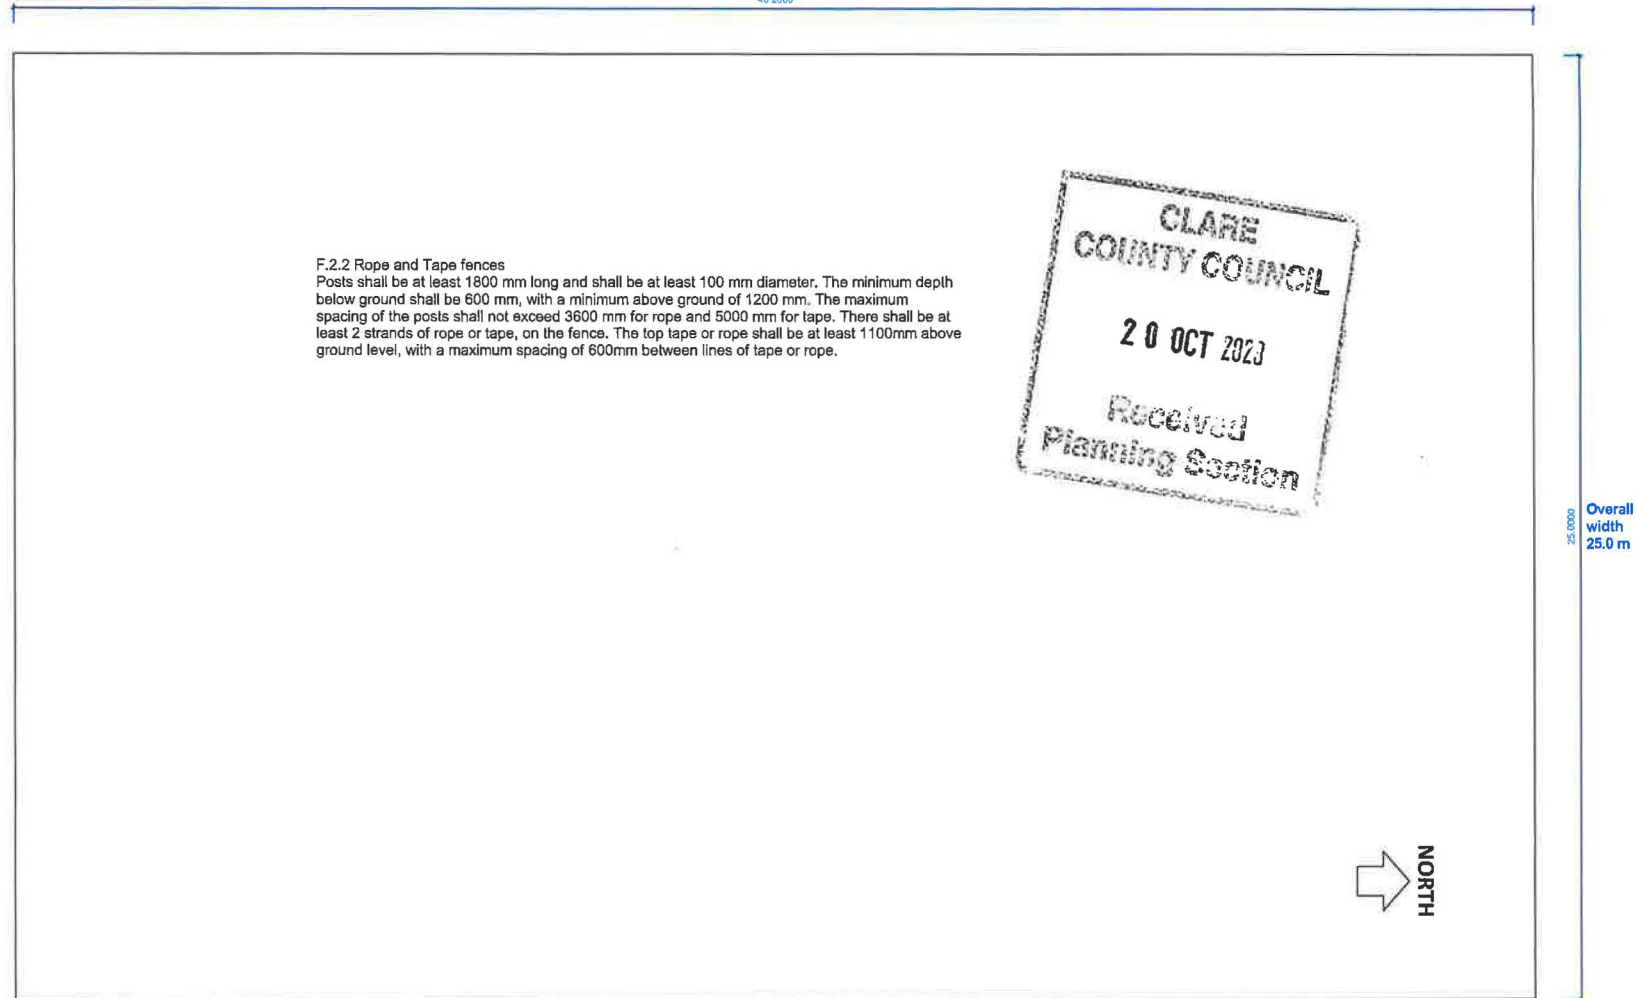 F.2.2 Rope and Tape fences
Posts shall be at least 1800 mm long and shall be at least 100 mm diameter. The minimum depth
below ground shall be 600 mm, with a minimum above ground of 1200 mm. The maximum
spacing of the posts shall not exceed 3600 mm for rope and 5000 mm for tape. There shall be at
least 2 strands of rope or tape, on the fence. The top tape or rope shall be at least 1100mm above
ground level, with a maximum spacing of 600mm between lines of tape or rope.
CLARE
COUNTY COUNCIL
20 OCT 2023
Received
Planning Section
25.0000
Overall
width
25.0 m
NORTH